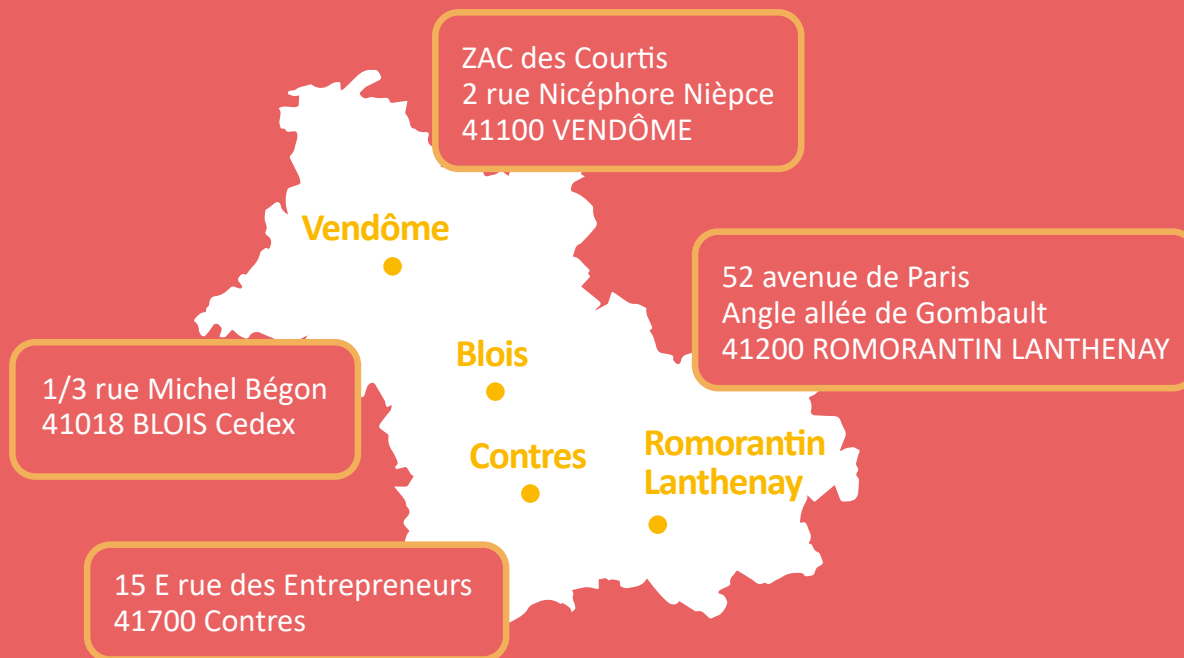 ZAC des Courtis
2 rue Nicéphore Nièpce
41100 VENDÔME
Vendôme
52 avenue de Paris
Angle allée de Gombault
41200 ROMORANTIN LANTHENAY
Blois
1/3 rue Michel Bégon
41018 BLOIS Cedex
Contres
Romorantin
Lanthenay
15 E rue des Entrepreneurs
41700 Contres